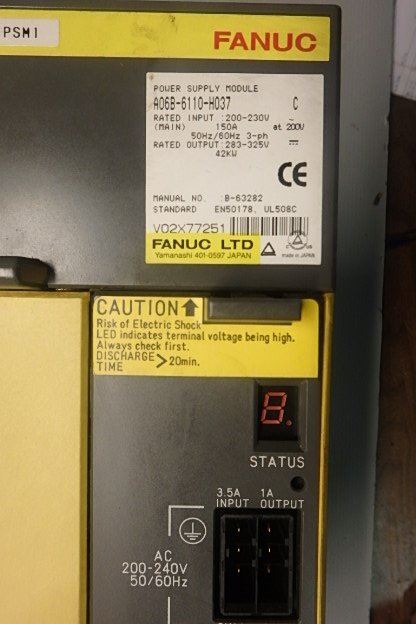 PSM1
FANUC
POWER SUPPLY MODULE
A06B-6110-H037 C
RATED INPUT :200-230V ~
(MAIN) 150A at 200V
50Hz/60Hz 3-ph
RATED OUTPUT:283-325V
42KW
CE
MANUAL NO. :B-63282
STANDARD EN50178, UL508C
V02X77251
FANUC LTD
Yamanashi 401-0597 JAPAN
made in JAPAN
CAUTION
Risk of Electric Shock
LED indicates terminal voltage being high.
Always check first.
DISCHARGE
TIME >20min.
8.
STATUS
3.5A 1A
INPUT OUTPUT
AC
200-240V
50/60Hz